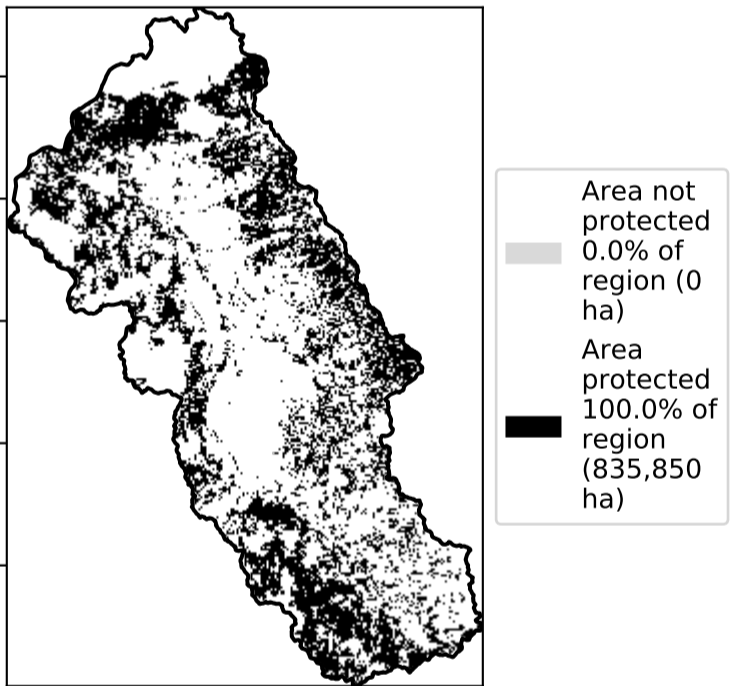 Area not
protected
0.0% of
region (0
ha)
Area
protected
100.0% of
region
(835,850
ha)